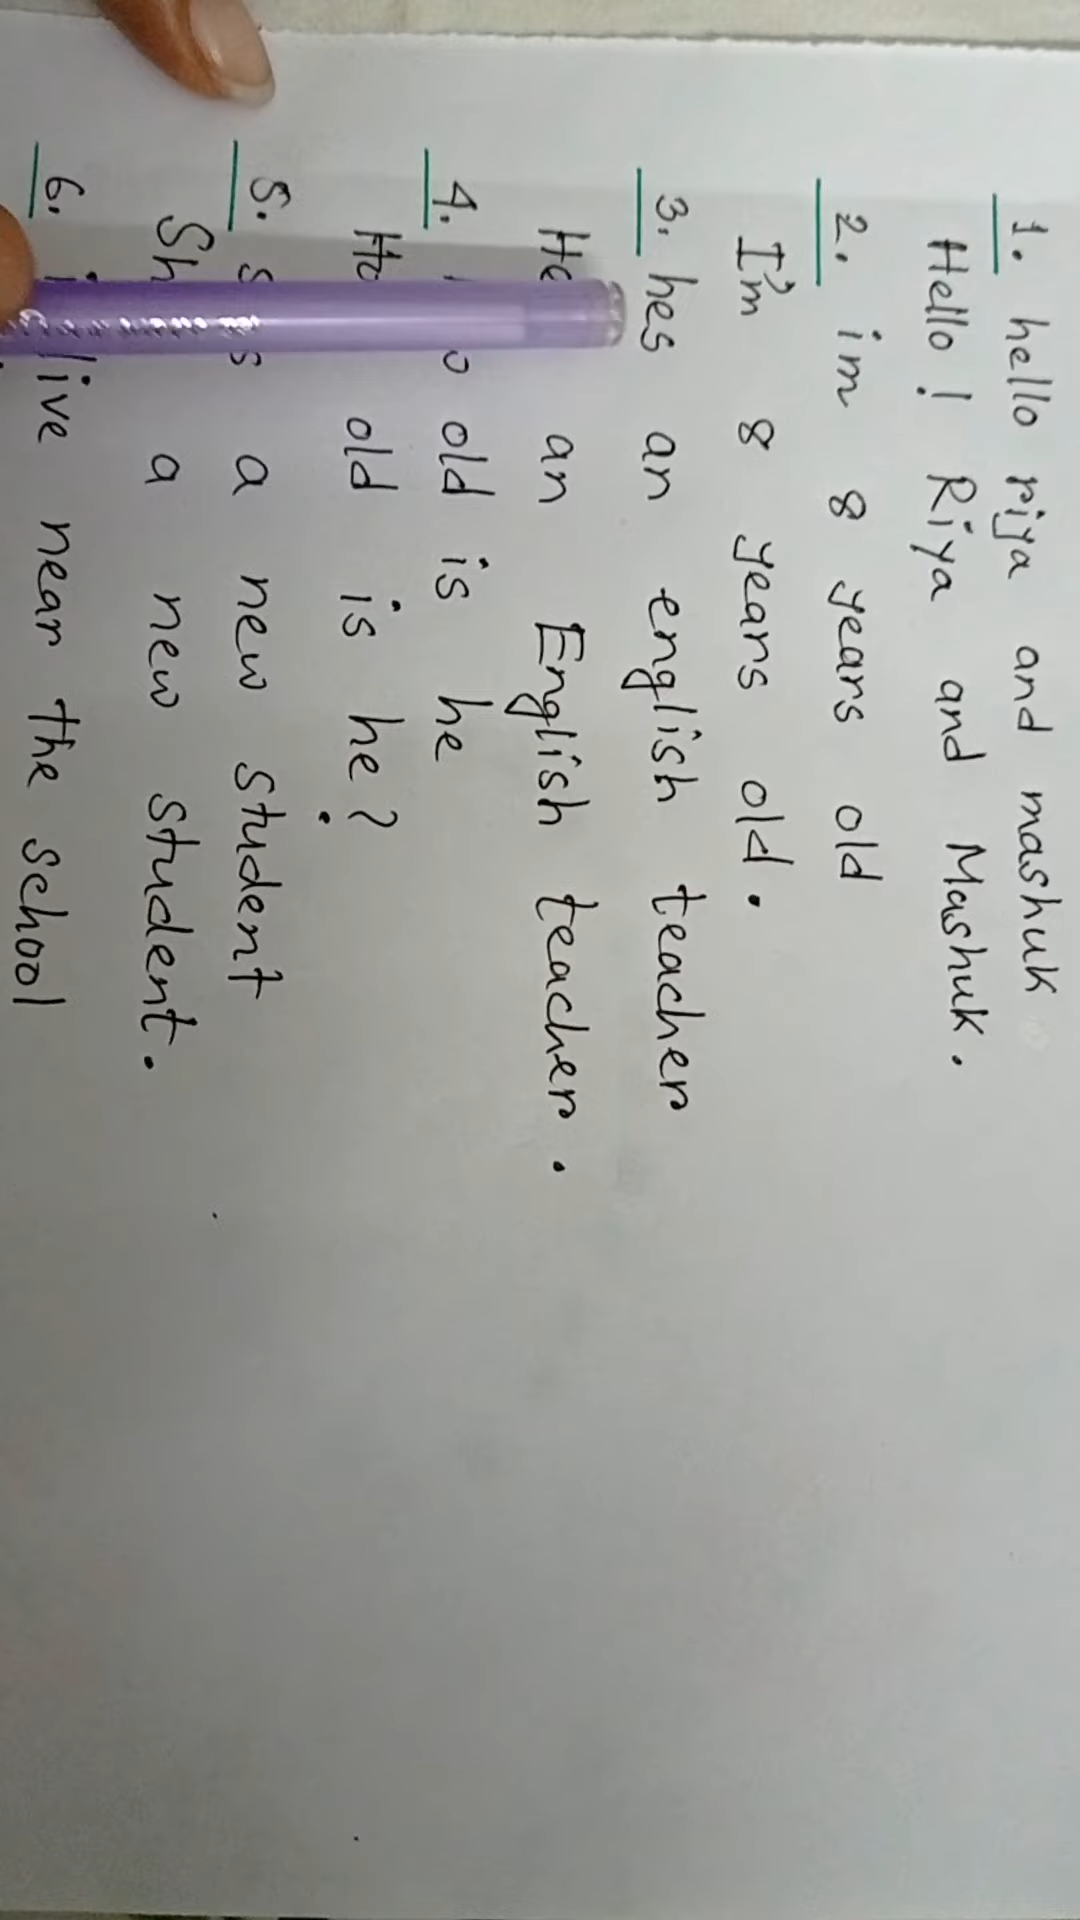 1. hello riya and mashuk
Hello! Riya and Mashuk.
2. im 8 years old
I'm 8 years old.
3. hes an english teacher
an English teacher.
4. old is he
old is he?
5. a new student
a new student.
6. live near the school